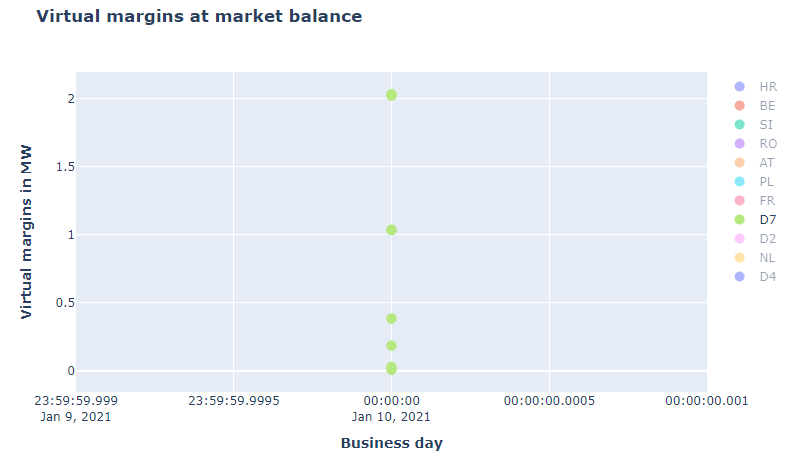 Virtual margins at market balance
Virtual margins in MW
2
1.5
1
0.5
0
23:59:59.999
Jan 9, 2021
23:59:59.9995
00:00:00
Jan 10, 2021
00:00:00.0005
00:00:00.001
Business day
HR
BE
SI
RO
AT
PL
FR
D7
D2
NL
D4